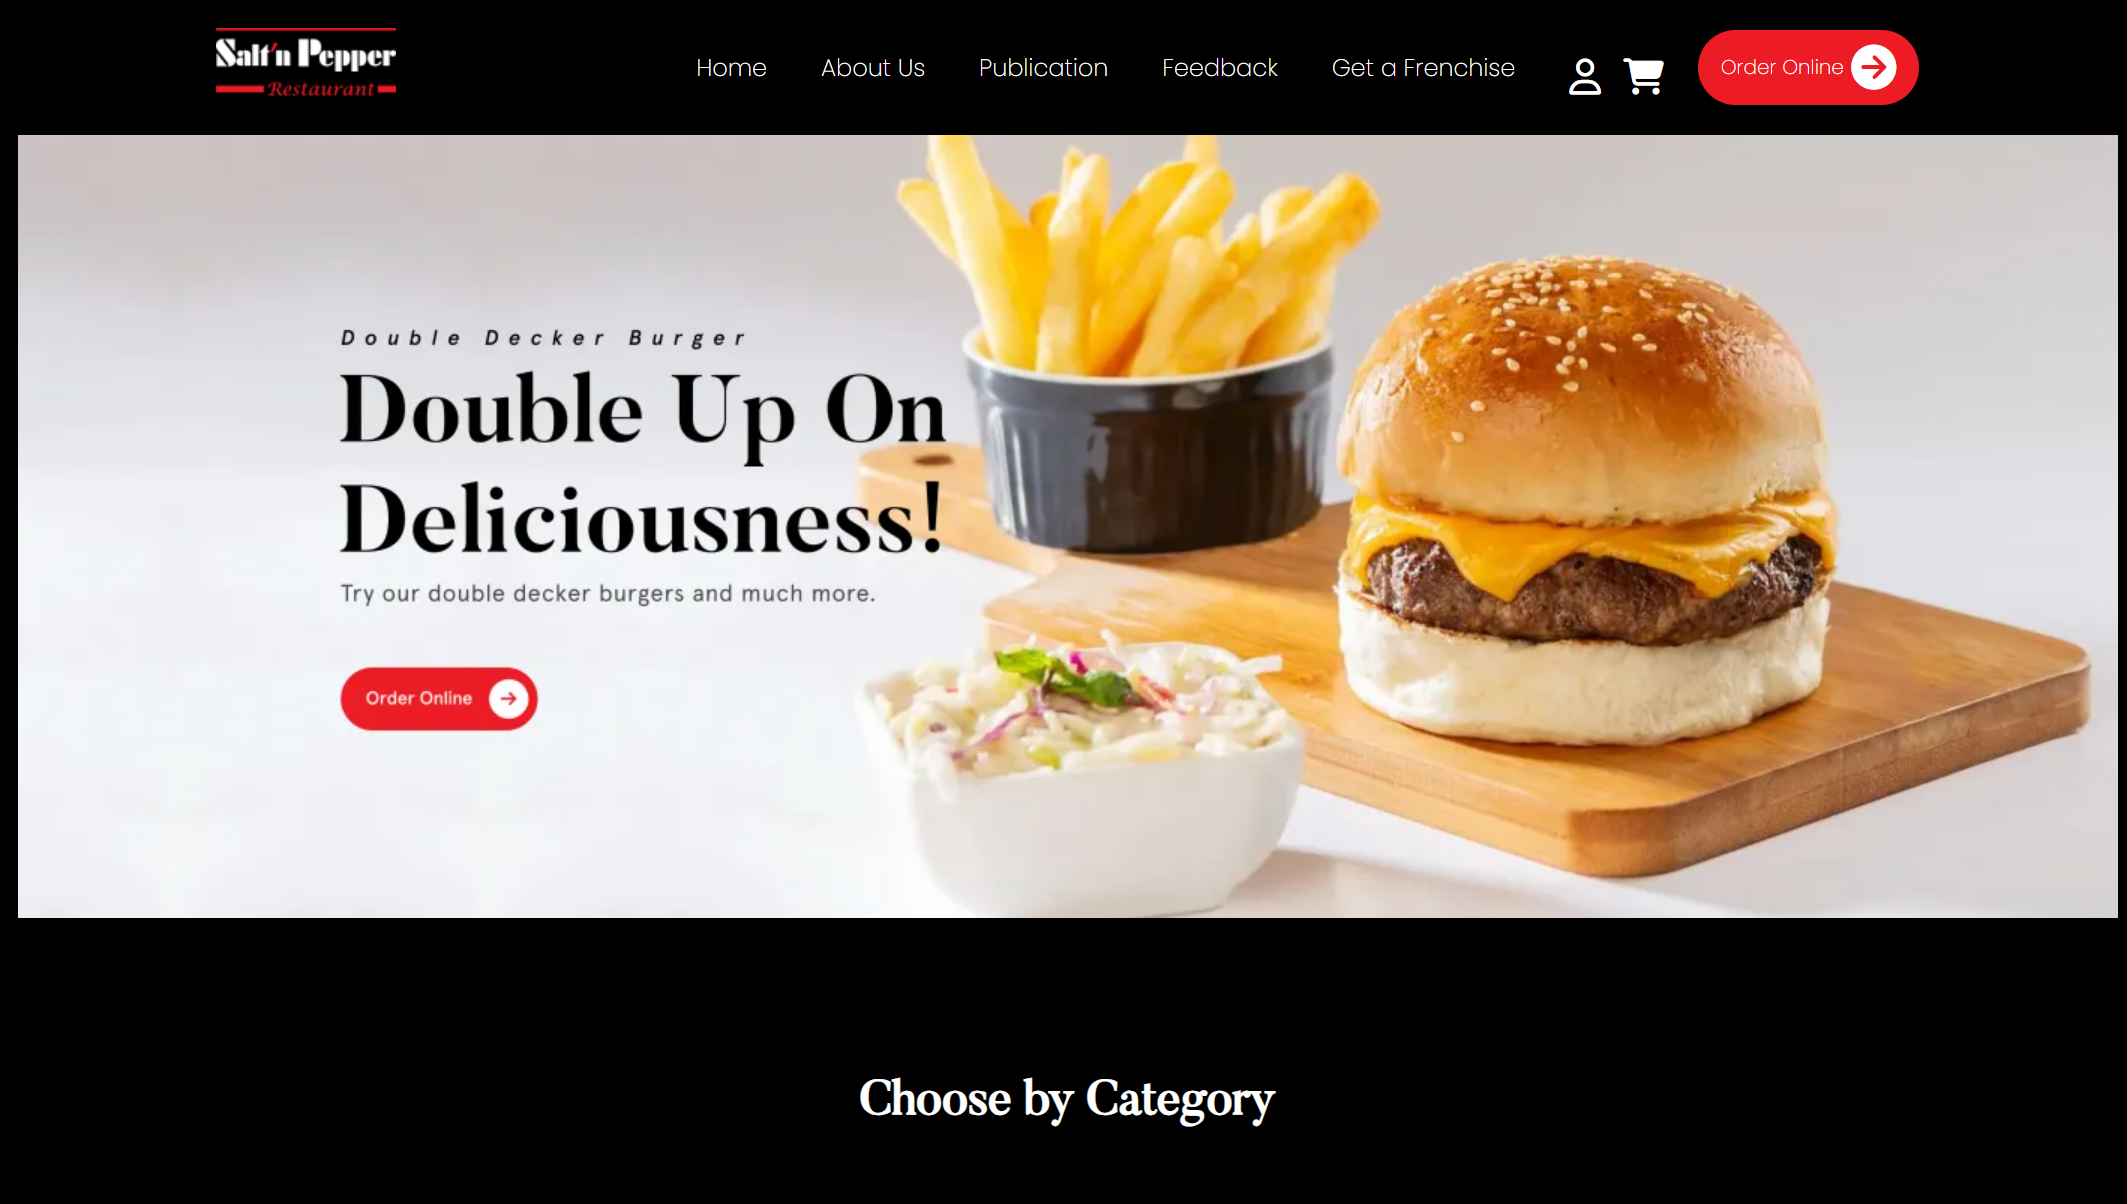 Salt'n Pepper
Restaurant
Home
About Us
Publication
Feedback
Get a Frenchise
Order Online
Double Decker Burger
Double Up On
Deliciousness!
Try our double decker burgers and much more.
Order Online
Choose by Category